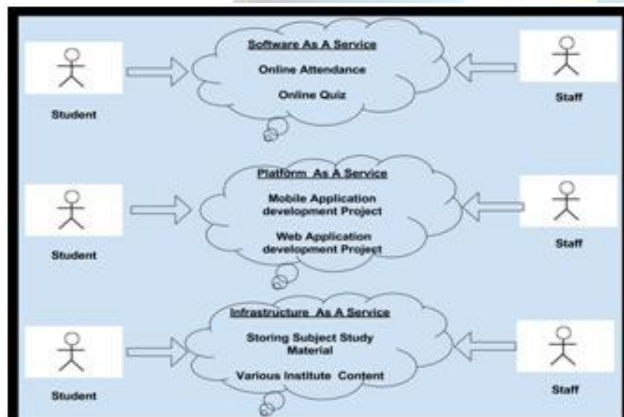 Software As A Service
Online Attendance
Online Quiz
Student
Staff
Platform As A Service
Mobile Application
development Project
Web Application
development Project
Student
Staff
Infrastructure As A Service
Storing Subject Study
Material
Various Institute Content
Student
Staff